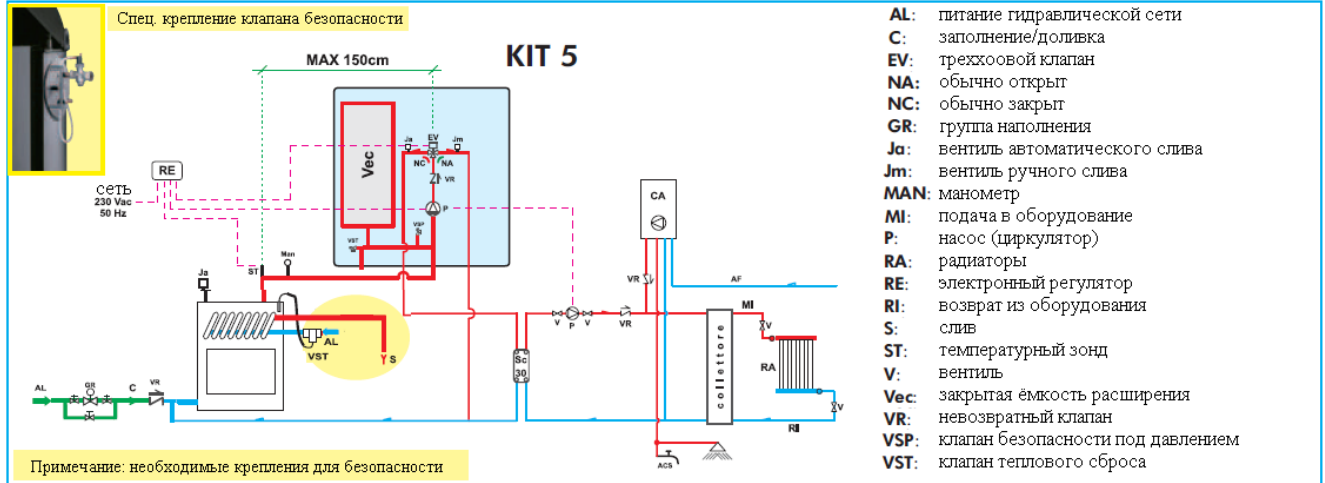 Спец. крепление клапана безопасности
KIT 5
MAX 150cm
Ja
EV
Jm
NC
NA
Vec
VR
P
VSP
VST
RE
сеть
230 Vac
50 Hz
ST
Man
Ja
CA
VR
AF
MI
V
P
V
VR
V
AL
VST
S
Sc
30
collettore
RA
V
AL
GR
C
VR
RI
ACS
Примечание: необходимые крепления для безопасности
AL: питание гидравлической сети
C: заполнение/доливка
EV: треххоовой клапан
NA: обычно открыт
NC: обычно закрыт
GR: группа наполнения
Ja: вентиль автоматического слива
Jm: вентиль ручного слива
MAN: манометр
MI: подача в оборудование
P: насос (циркулятор)
RA: радиаторы
RE: электронный регулятор
RI: возврат из оборудования
S: слив
ST: температурный зонд
V: вентиль
Vec: закрытая ёмкость расширения
VR: невозвратный клапан
VSP: клапан безопасности под давлением
VST: клапан теплового сброса